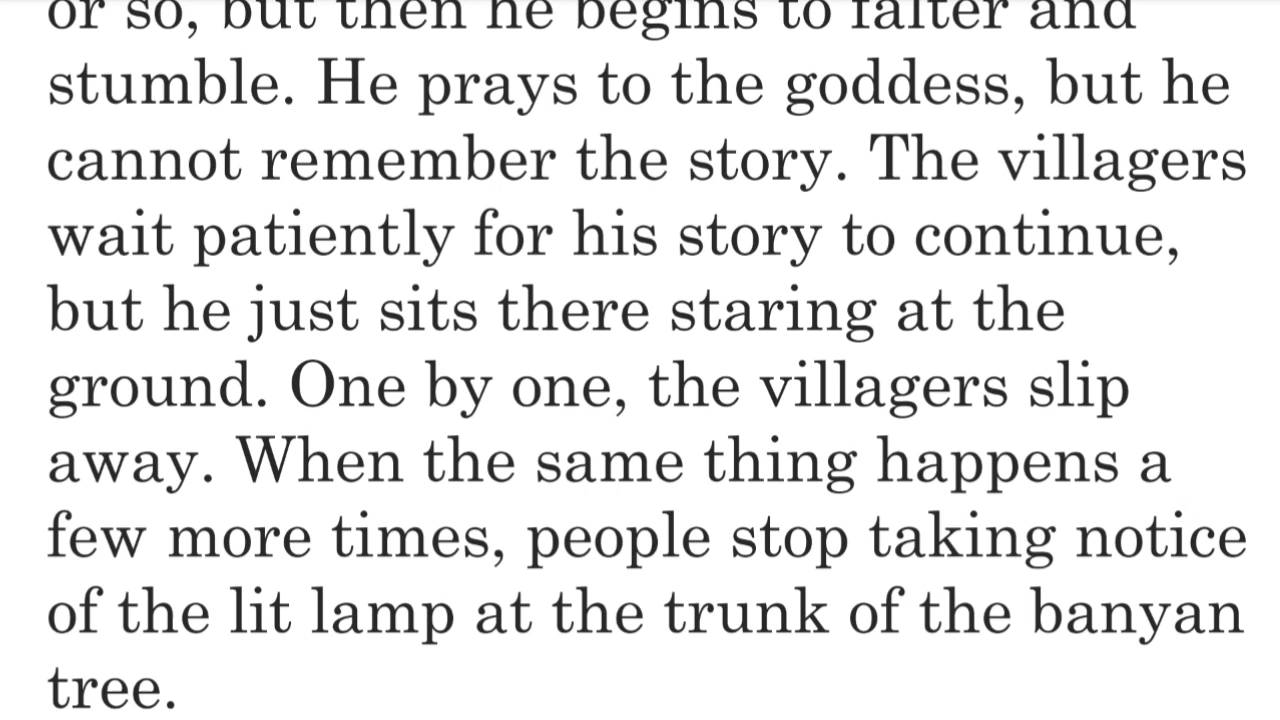 or so, but then he begins to falter and
stumble. He prays to the goddess, but he
cannot remember the story. The villagers
wait patiently for his story to continue,
but he just sits there staring at the
ground. One by one, the villagers slip
away. When the same thing happens a
few more times, people stop taking notice
of the lit lamp at the trunk of the banyan
tree.